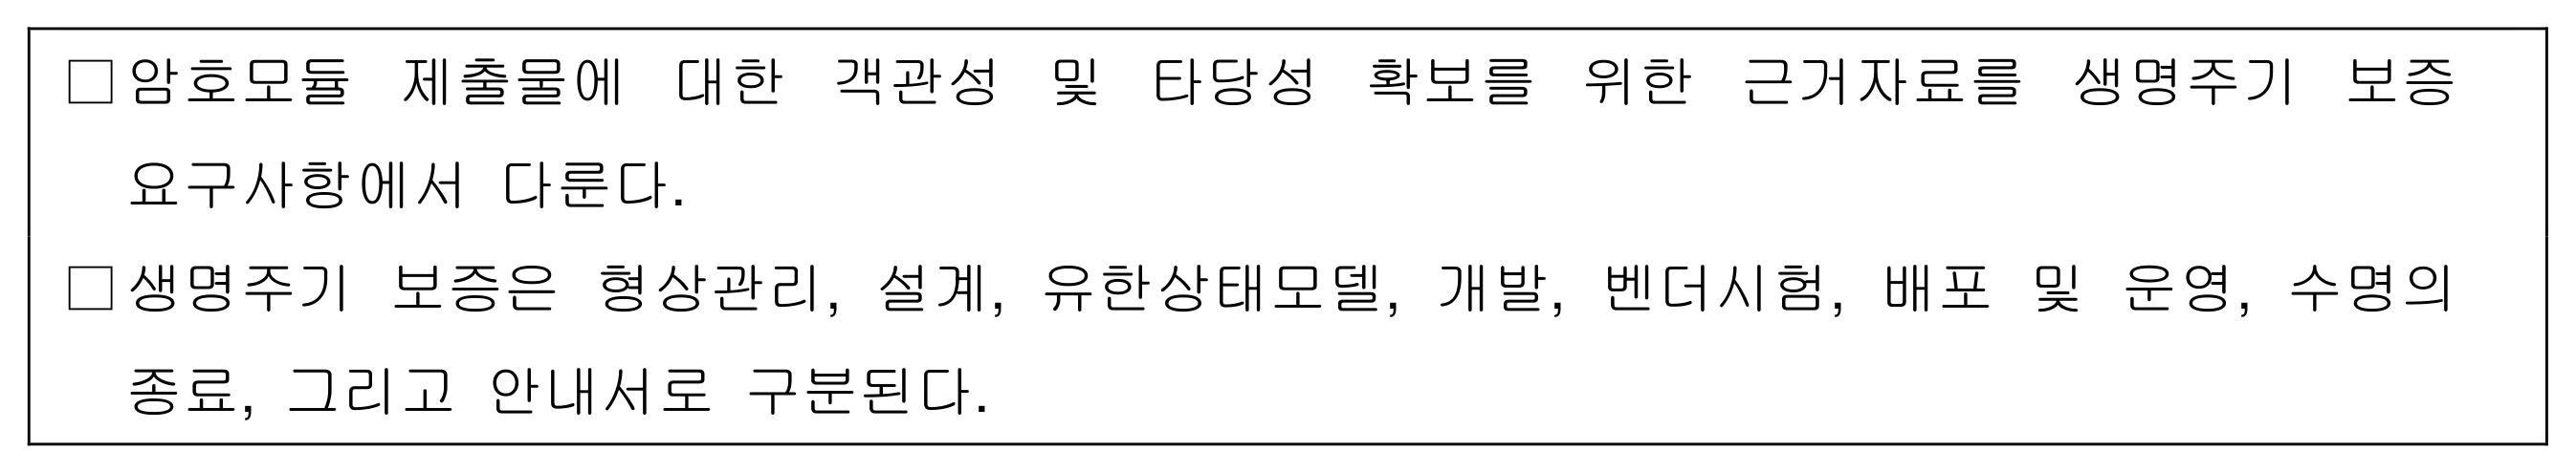 □ 암호모듈 제출물에 대한 객관성 및 타당성 확보를 위한 근거자료를 생명주기 보증
요구사항에서 다룬다.
□ 생명주기 보증은 형상관리, 설계, 유한상태모델, 개발, 벤더시험, 배포 및 운영, 수명의
종료, 그리고 안내서로 구분된다.